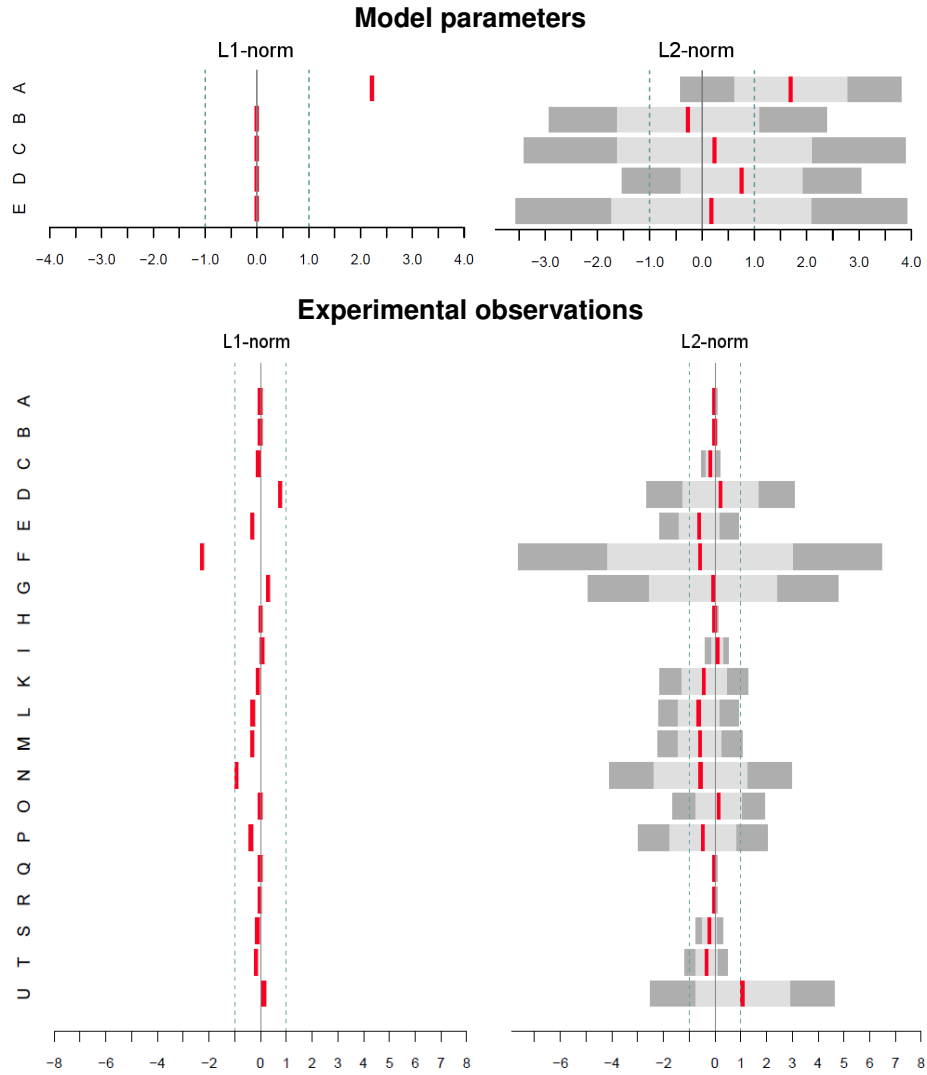 Model parameters
L1-norm L2-norm
A
B
C
D
E
−4.0 −3.0 −1.0 0.0 1.0 2.0 3.0 4.0
−3.0 −2.0 −1.0 0.0 1.0 2.0 3.0 4.0
Experimental observations
L1-norm L2-norm
A
B
C
D
E
F
G
H
I
K
L
M
N
O
P
Q
R
S
T
U
−8 −6 −4 −2 0 1 2 3 4 5 6 7 8
−6 −4 −2 0 1 2 3 4 5 6 7 8